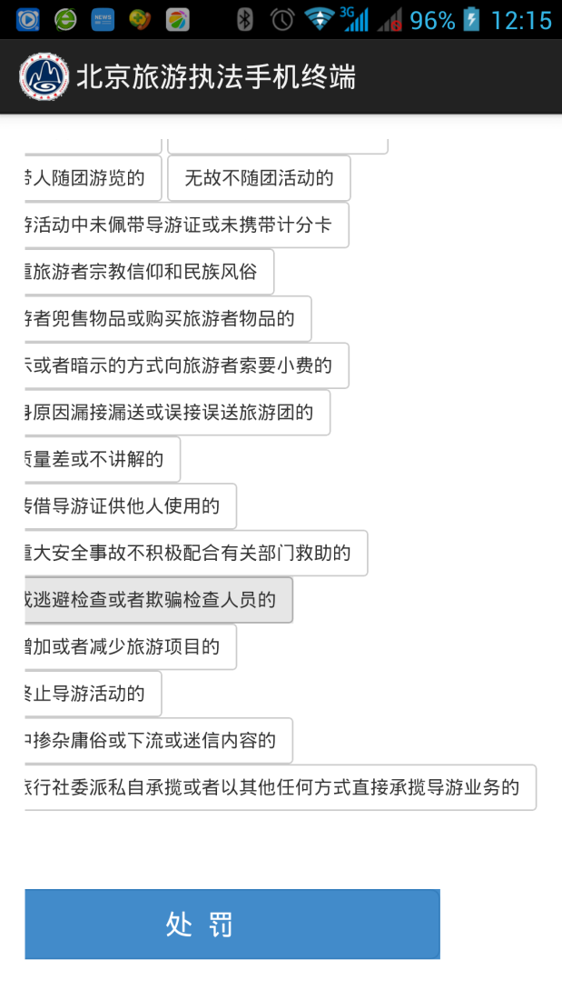 NEWS
3G 96% 12:15
北京旅游执法手机终端
带人随团游览的 无故不随团活动的
游活动中未佩带导游证或未携带计分卡
重旅游者宗教信仰和民族风俗
游者兜售物品或购买旅游者物品的
示或者暗示的方式向旅游者索要小费的
身原因漏接漏送或误接误送旅游团的
质量差或不讲解的
转借导游证供他人使用的
重大安全事故不积极配合有关部门救助的
或逃避检查或者欺骗检查人员的
增加或者减少旅游项目的
终止导游活动的
中掺杂庸俗或下流或迷信内容的
旅行社委派私自承揽或者以其他任何方式直接承揽导游业务的
处 罚